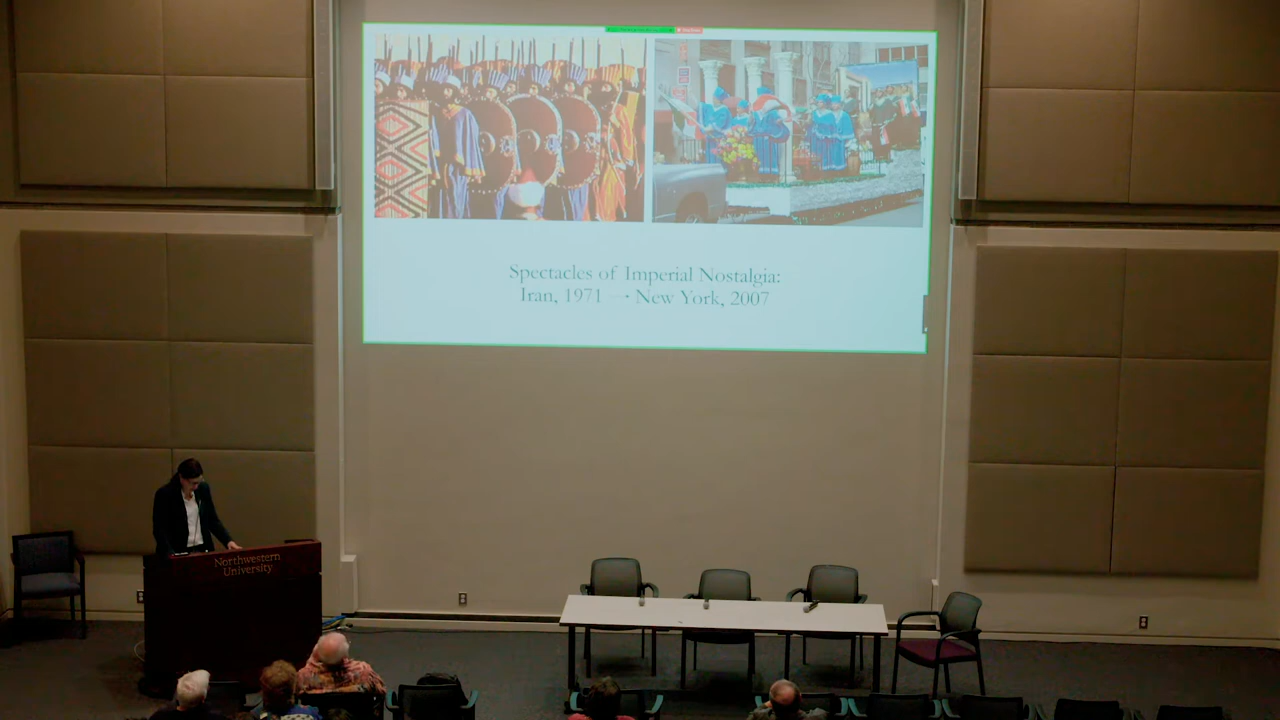 Spectacles of Imperial Nostalgia:
Iran, 1971 → New York, 2007
Northwestern
University